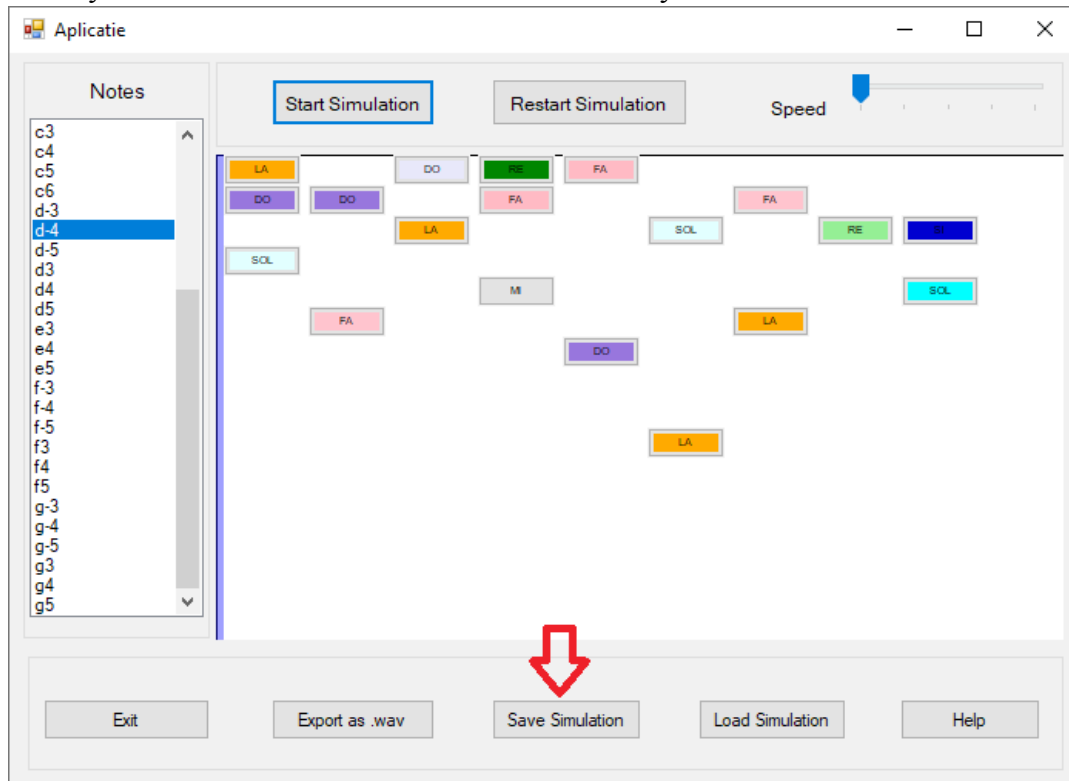 Aplicatie
Notes
c3
c4
c5
c6
d-3
d-4
d-5
d3
d4
d5
e3
e4
e5
f-3
f-4
f-5
f3
f4
f5
g-3
g-4
g-5
g3
g4
g5
Start Simulation
Restart Simulation
Speed
LA DO RE FA
DO DO FA FA
LA SOL RE SI
SOL
MI SOL
FA LA
DO
LA
Exit
Export as .wav
Save Simulation
Load Simulation
Help